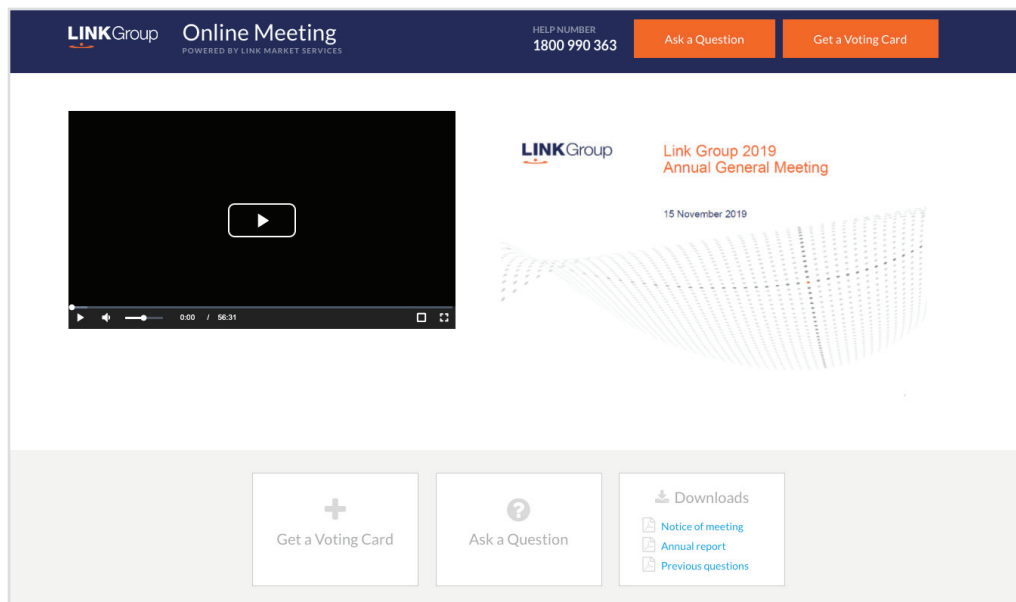 LINKGroup
Online Meeting
POWERED BY LINK MARKET SERVICES
HELP NUMBER
1800 990 363
Ask a Question
Get a Voting Card
0:00 / 56:31
LINKGroup
Link Group 2019
Annual General Meeting
15 November 2019
Get a Voting Card
Ask a Question
Downloads
Notice of meeting
Annual report
Previous questions